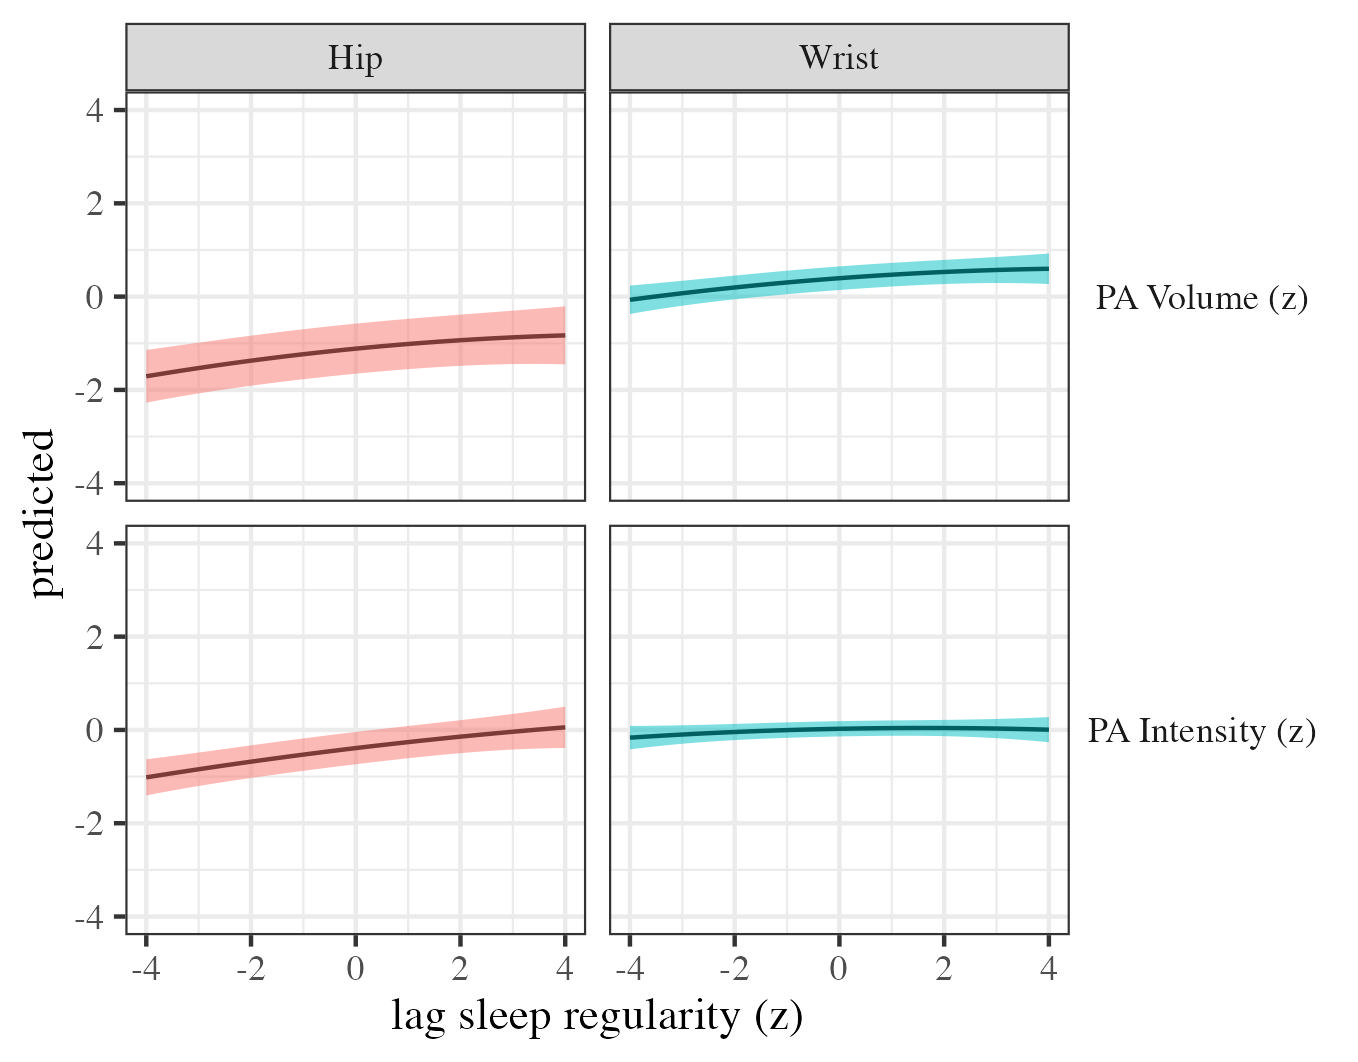 Hip
Wrist
4
2
0
-2
-4
PA Volume (z)
predicted
4
2
0
-2
-4
PA Intensity (z)
-4 -2 0 2 4 -4 -2 0 2 4
lag sleep regularity (z)